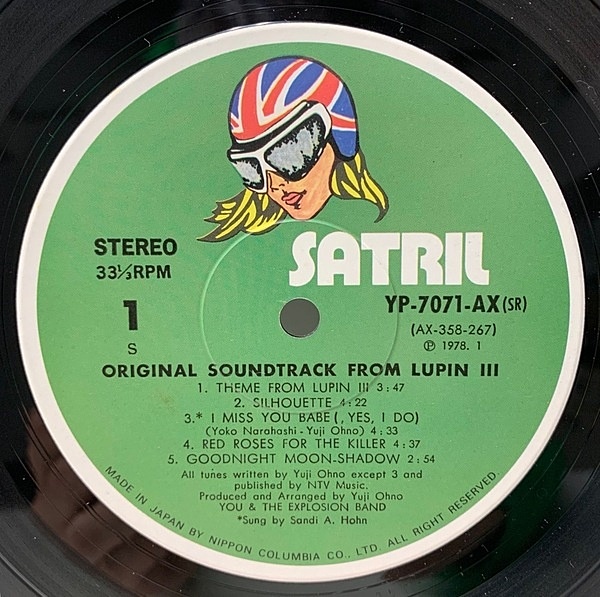 SATRIL
STEREO
33⅓RPM
YP-7071-AX(SR)
1
(AX-358-267)
S
Ⓟ 1978. 1
ORIGINAL SOUNDTRACK FROM LUPIN III
1. THEME FROM LUPIN III 3:47
2. SILHOUETTE 4:22
3.* I MISS YOU BABE (, YES, I DO)
(Yoko Narahashi - Yuji Ohno) 4:33
4. RED ROSES FOR THE KILLER 4:37
5. GOODNIGHT MOON-SHADOW 2:54
All tunes written by Yuji Ohno except 3 and
published by NTV Music.
Produced and Arranged by Yuji Ohno
YOU & THE EXPLOSION BAND
*Sung by Sandi A. Hohn
MADE IN JAPAN BY NIPPON COLUMBIA CO., LTD. ALL RIGHT RESERVED